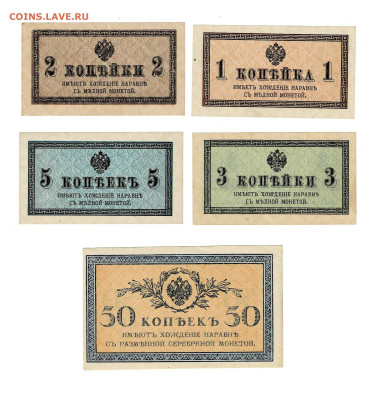 COINS.LAVE.RU
2 КОПѢЙКИ 2
ИМѢЮТЪ ХОЖДЕНІЕ НАРАВНѢ
СЪ МѢДНОЙ МОНЕТОЙ.
1 КОПѢЙКА 1
ИМѢЕТЪ ХОЖДЕНІЕ НАРАВНѢ
СЪ МѢДНОЙ МОНЕТОЙ.
5 КОПѢЕКЪ 5
ИМѢЮТЪ ХОЖДЕНІЕ НАРАВНѢ
СЪ МѢДНОЙ МОНЕТОЙ.
3 КОПѢЙКИ 3
ИМѢЮТЪ ХОЖДЕНІЕ НАРАВНѢ
СЪ МѢДНОЙ МОНЕТОЙ.
50 КОПѢЕКЪ 50
ИМѢЮТЪ ХОЖДЕНІЕ НАРАВНѢ
СЪ РАЗМѢННОЙ СЕРЕБРЯНОЙ МОНЕТОЙ.